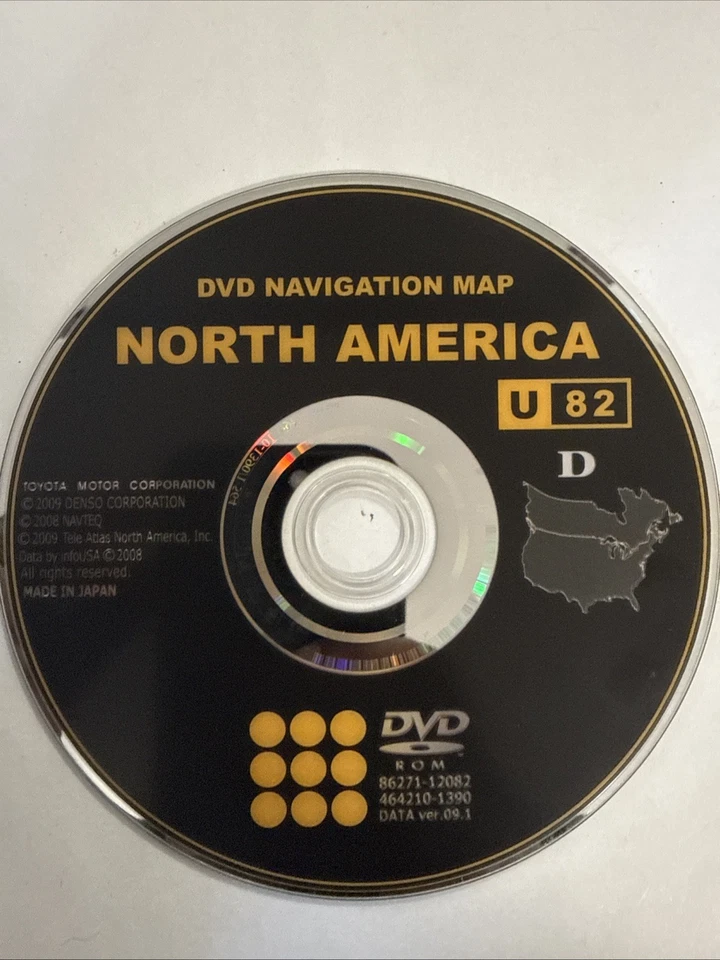 DVD NAVIGATION MAP
NORTH AMERICA
U 82
D
TOYOTA MOTOR CORPORATION
© 2009 DENSO CORPORATION
© 2008 NAVTEQ
© 2009 Tele Atlas North America, Inc.
Data by infoUSA © 2008
All rights reserved.
MADE IN JAPAN
DVD
ROM
86271-12082
464210-1390
DATA ver.09.1